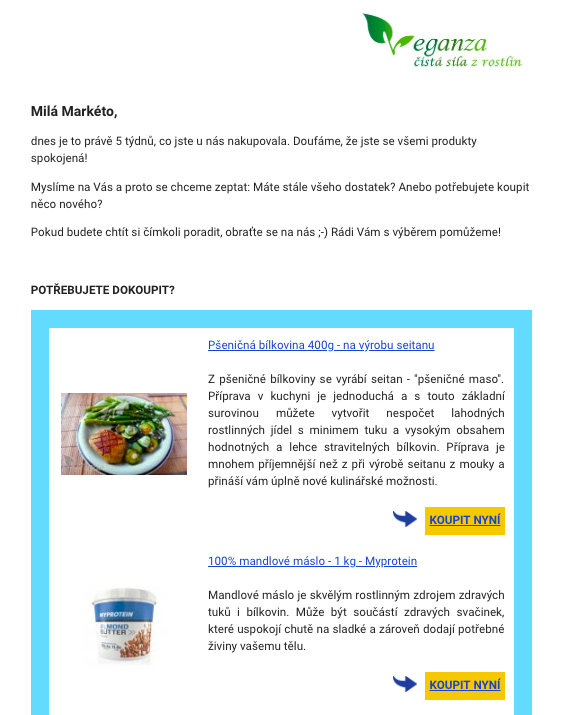 Veganza
čistá síla z rostlin
Milá Markéto,
dnes je to právě 5 týdnů, co jste u nás nakupovala. Doufáme, že jste se všemi produkty
spokojená!
Myslíme na Vás a proto se chceme zeptat: Máte stále všeho dostatek? Anebo potřebujete koupit
něco nového?
Pokud budete chtít si čímkoli poradit, obraťte se na nás ;-) Rádi Vám s výběrem pomůžeme!
POTŘEBUJETE DOKOUPIT?
Pšeničná bílkovina 400g - na výrobu seitanu
Z pšeničné bílkoviny se vyrábí seitan - "pšeničné maso".
Příprava v kuchyni je jednoduchá a s touto základní
surovinou můžete vytvořit nespočet lahodných
rostlinných jídel s minimem tuku a vysokým obsahem
hodnotných a lehce stravitelných bílkovin. Příprava je
mnohem příjemnější než z při výrobě seitanu z mouky a
přináší vám úplně nové kulinářské možnosti.
KOUPIT NYNÍ
100% mandlové máslo - 1 kg - Myprotein
Mandlové máslo je skvělým rostlinným zdrojem zdravých
tuků i bílkovin. Může být součástí zdravých svačinek,
které uspokojí chutě na sladké a zároveň dodají potřebné
živiny vašemu tělu.
MYPROTEIN
ALMOND
BUTTER
KOUPIT NYNÍ